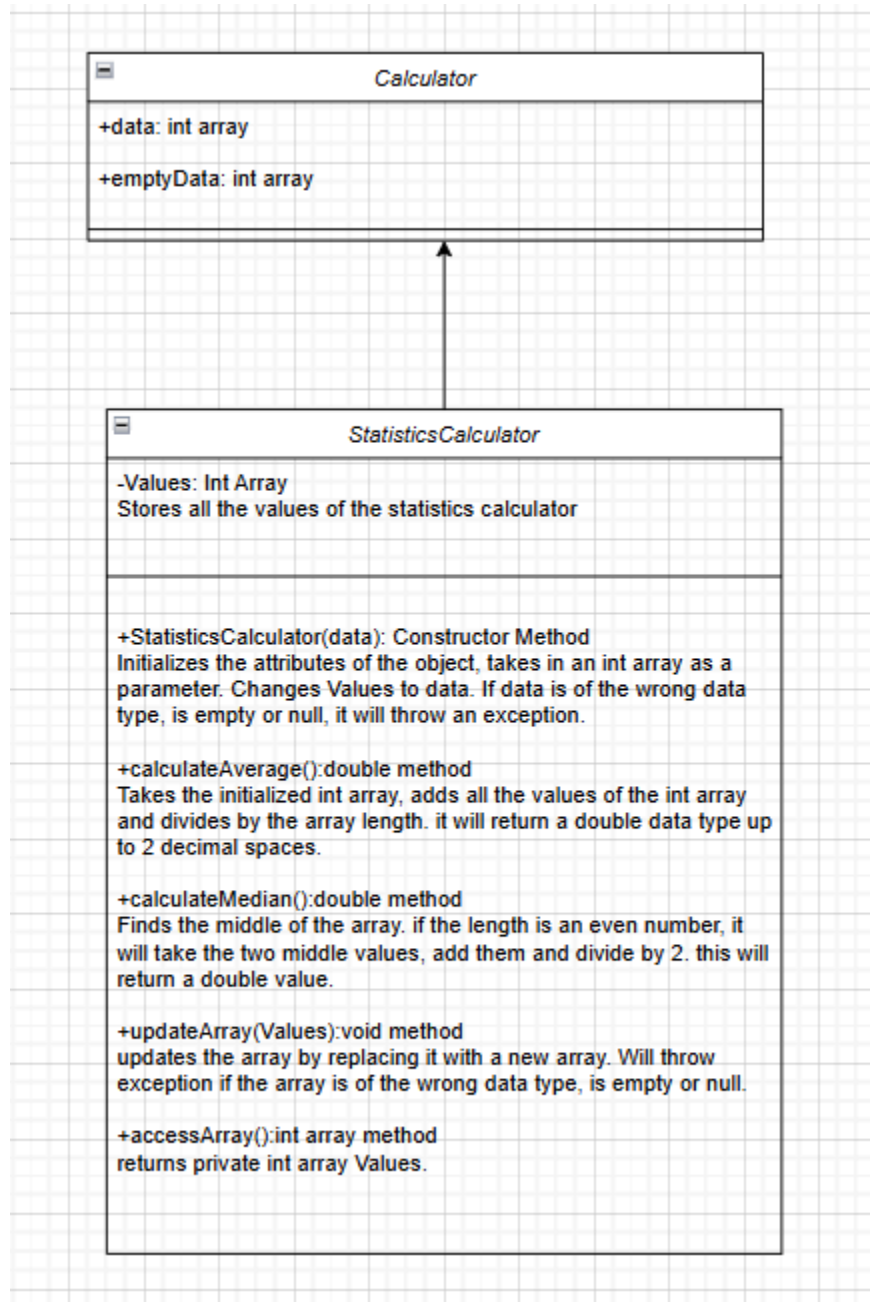 Calculator
+data: int array
+emptyData: int array
StatisticsCalculator
-Values: Int Array
Stores all the values of the statistics calculator
+StatisticsCalculator(data): Constructor Method
Initializes the attributes of the object, takes in an int array as a
parameter. Changes Values to data. If data is of the wrong data
type, is empty or null, it will throw an exception.
+calculateAverage():double method
Takes the initialized int array, adds all the values of the int array
and divides by the array length. it will return a double data type up
to 2 decimal spaces.
+calculateMedian():double method
Finds the middle of the array. if the length is an even number, it
will take the two middle values, add them and divide by 2. this will
return a double value.
+updateArray(Values):void method
updates the array by replacing it with a new array. Will throw
exception if the array is of the wrong data type, is empty or null.
+accessArray():int array method
returns private int array Values.